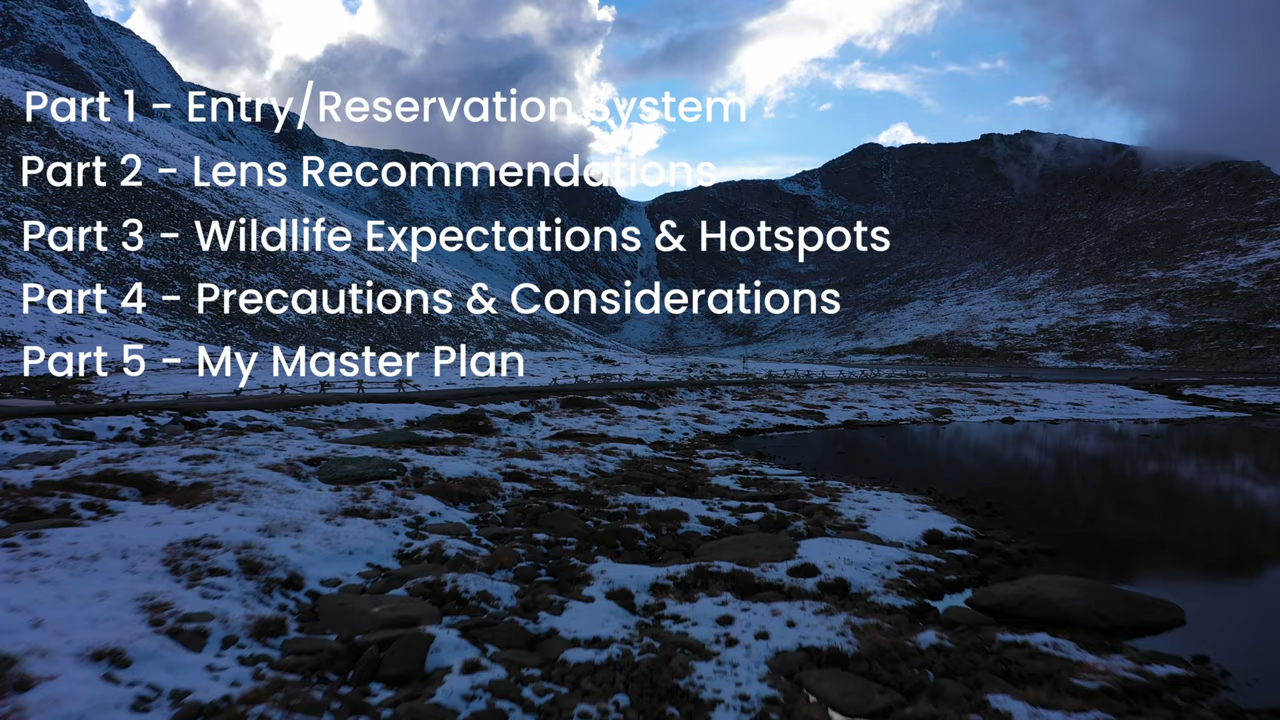 Part 1 - Entry/Reservation System
Part 2 - Lens Recommendations
Part 3 - Wildlife Expectations & Hotspots
Part 4 - Precautions & Considerations
Part 5 - My Master Plan